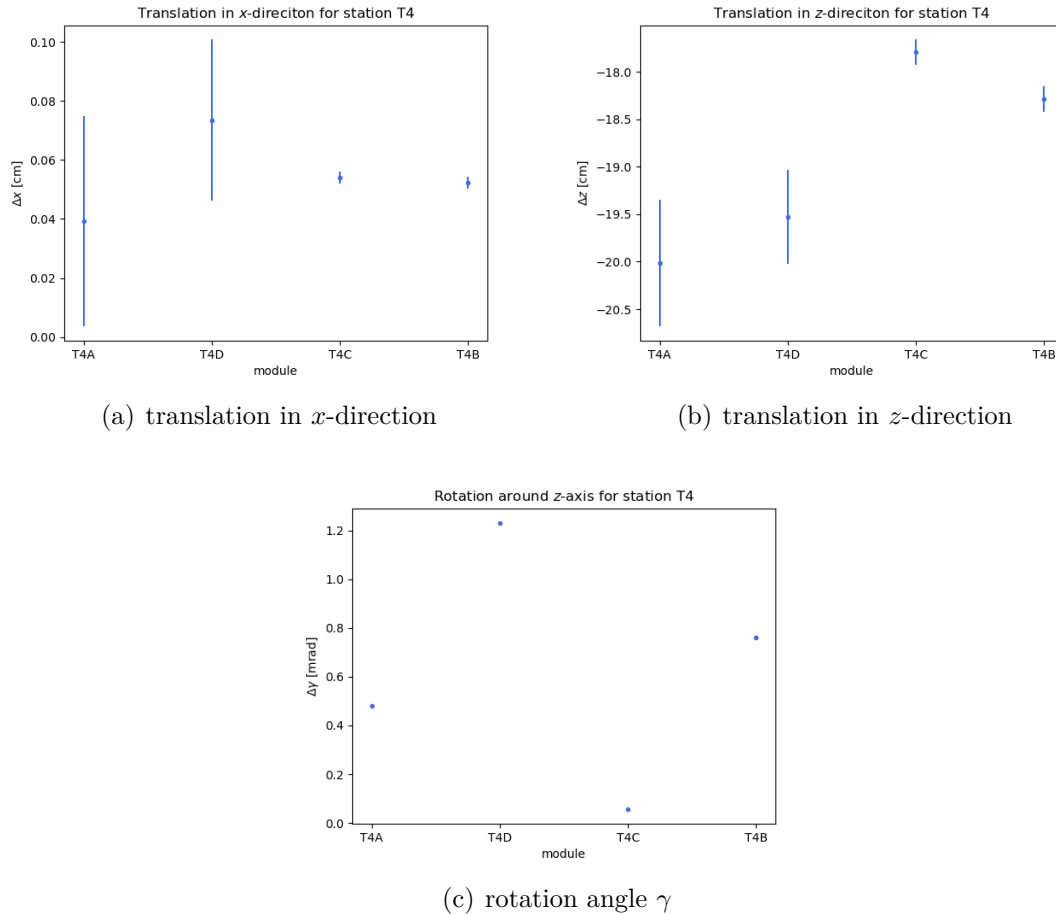 Translation in x-direciton for station T4
0.10
0.08
0.06
0.04
0.02
0.00
Δx [cm]
T4A T4D T4C T4B
module
(a) translation in x-direction
Translation in z-direciton for station T4
−18.0
−18.5
−19.0
−19.5
−20.0
−20.5
Δz [cm]
T4A T4D T4C T4B
module
(b) translation in z-direction
Rotation around z-axis for station T4
1.2
1.0
0.8
0.6
0.4
0.2
0.0
Δγ [mrad]
T4A T4D T4C T4B
module
(c) rotation angle γ